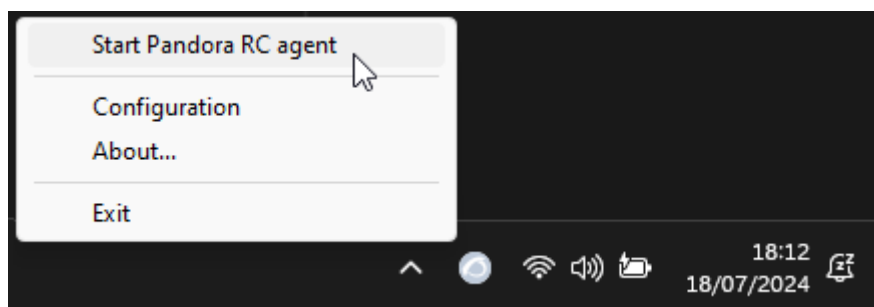 Start Pandora RC agent
Configuration
About...
Exit
18:12
18/07/2024